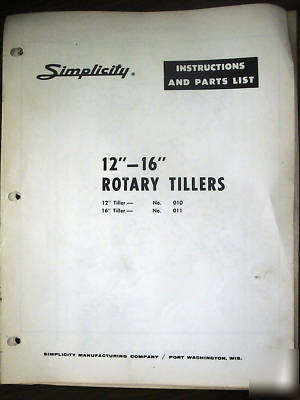 Simplicity®
INSTRUCTIONS
AND PARTS LIST
12"–16"
ROTARY TILLERS
12" Tiller — No. 010
16" Tiller — No. 011
SIMPLICITY MANUFACTURING COMPANY / PORT WASHINGTON, WIS.